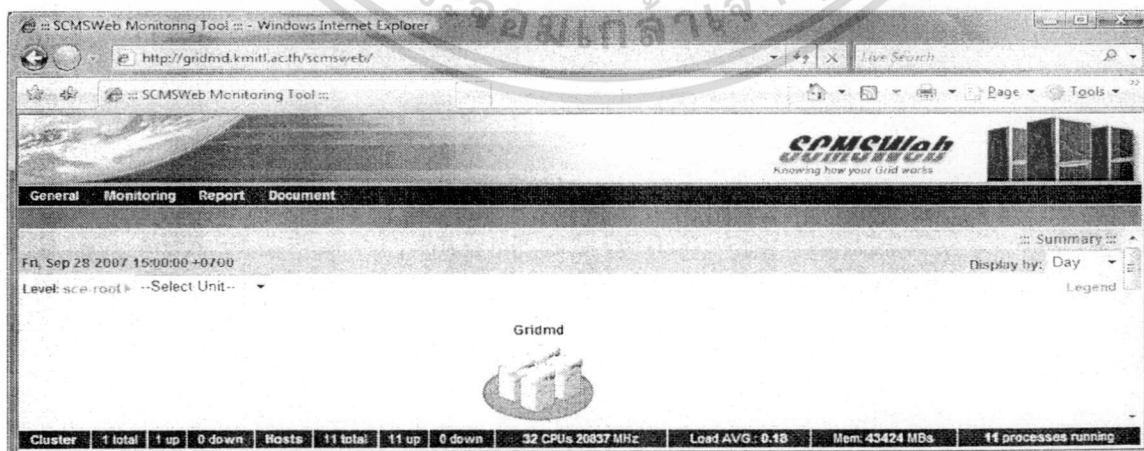 ::: SCMSWeb Monitoring Tool ::: - Windows Internet Explorer
http://gridmd.kmitl.ac.th/scmsweb/
Live Search
::: SCMSWeb Monitoring Tool :::
Page
Tools
SCMSWeb
Knowing how your Grid works
General Monitoring Report Document
::: Summary :::
Fri, Sep 28 2007 15:00:00 +0700
Display by: Day
Level: sce-root --Select Unit--
Legend
Gridmd
Cluster 1 total 1 up 0 down Hosts 11 total 11 up 0 down 32 CPUs 20837 MHz Load AVG.: 0.18 Mem: 43424 MBs 11 processes running